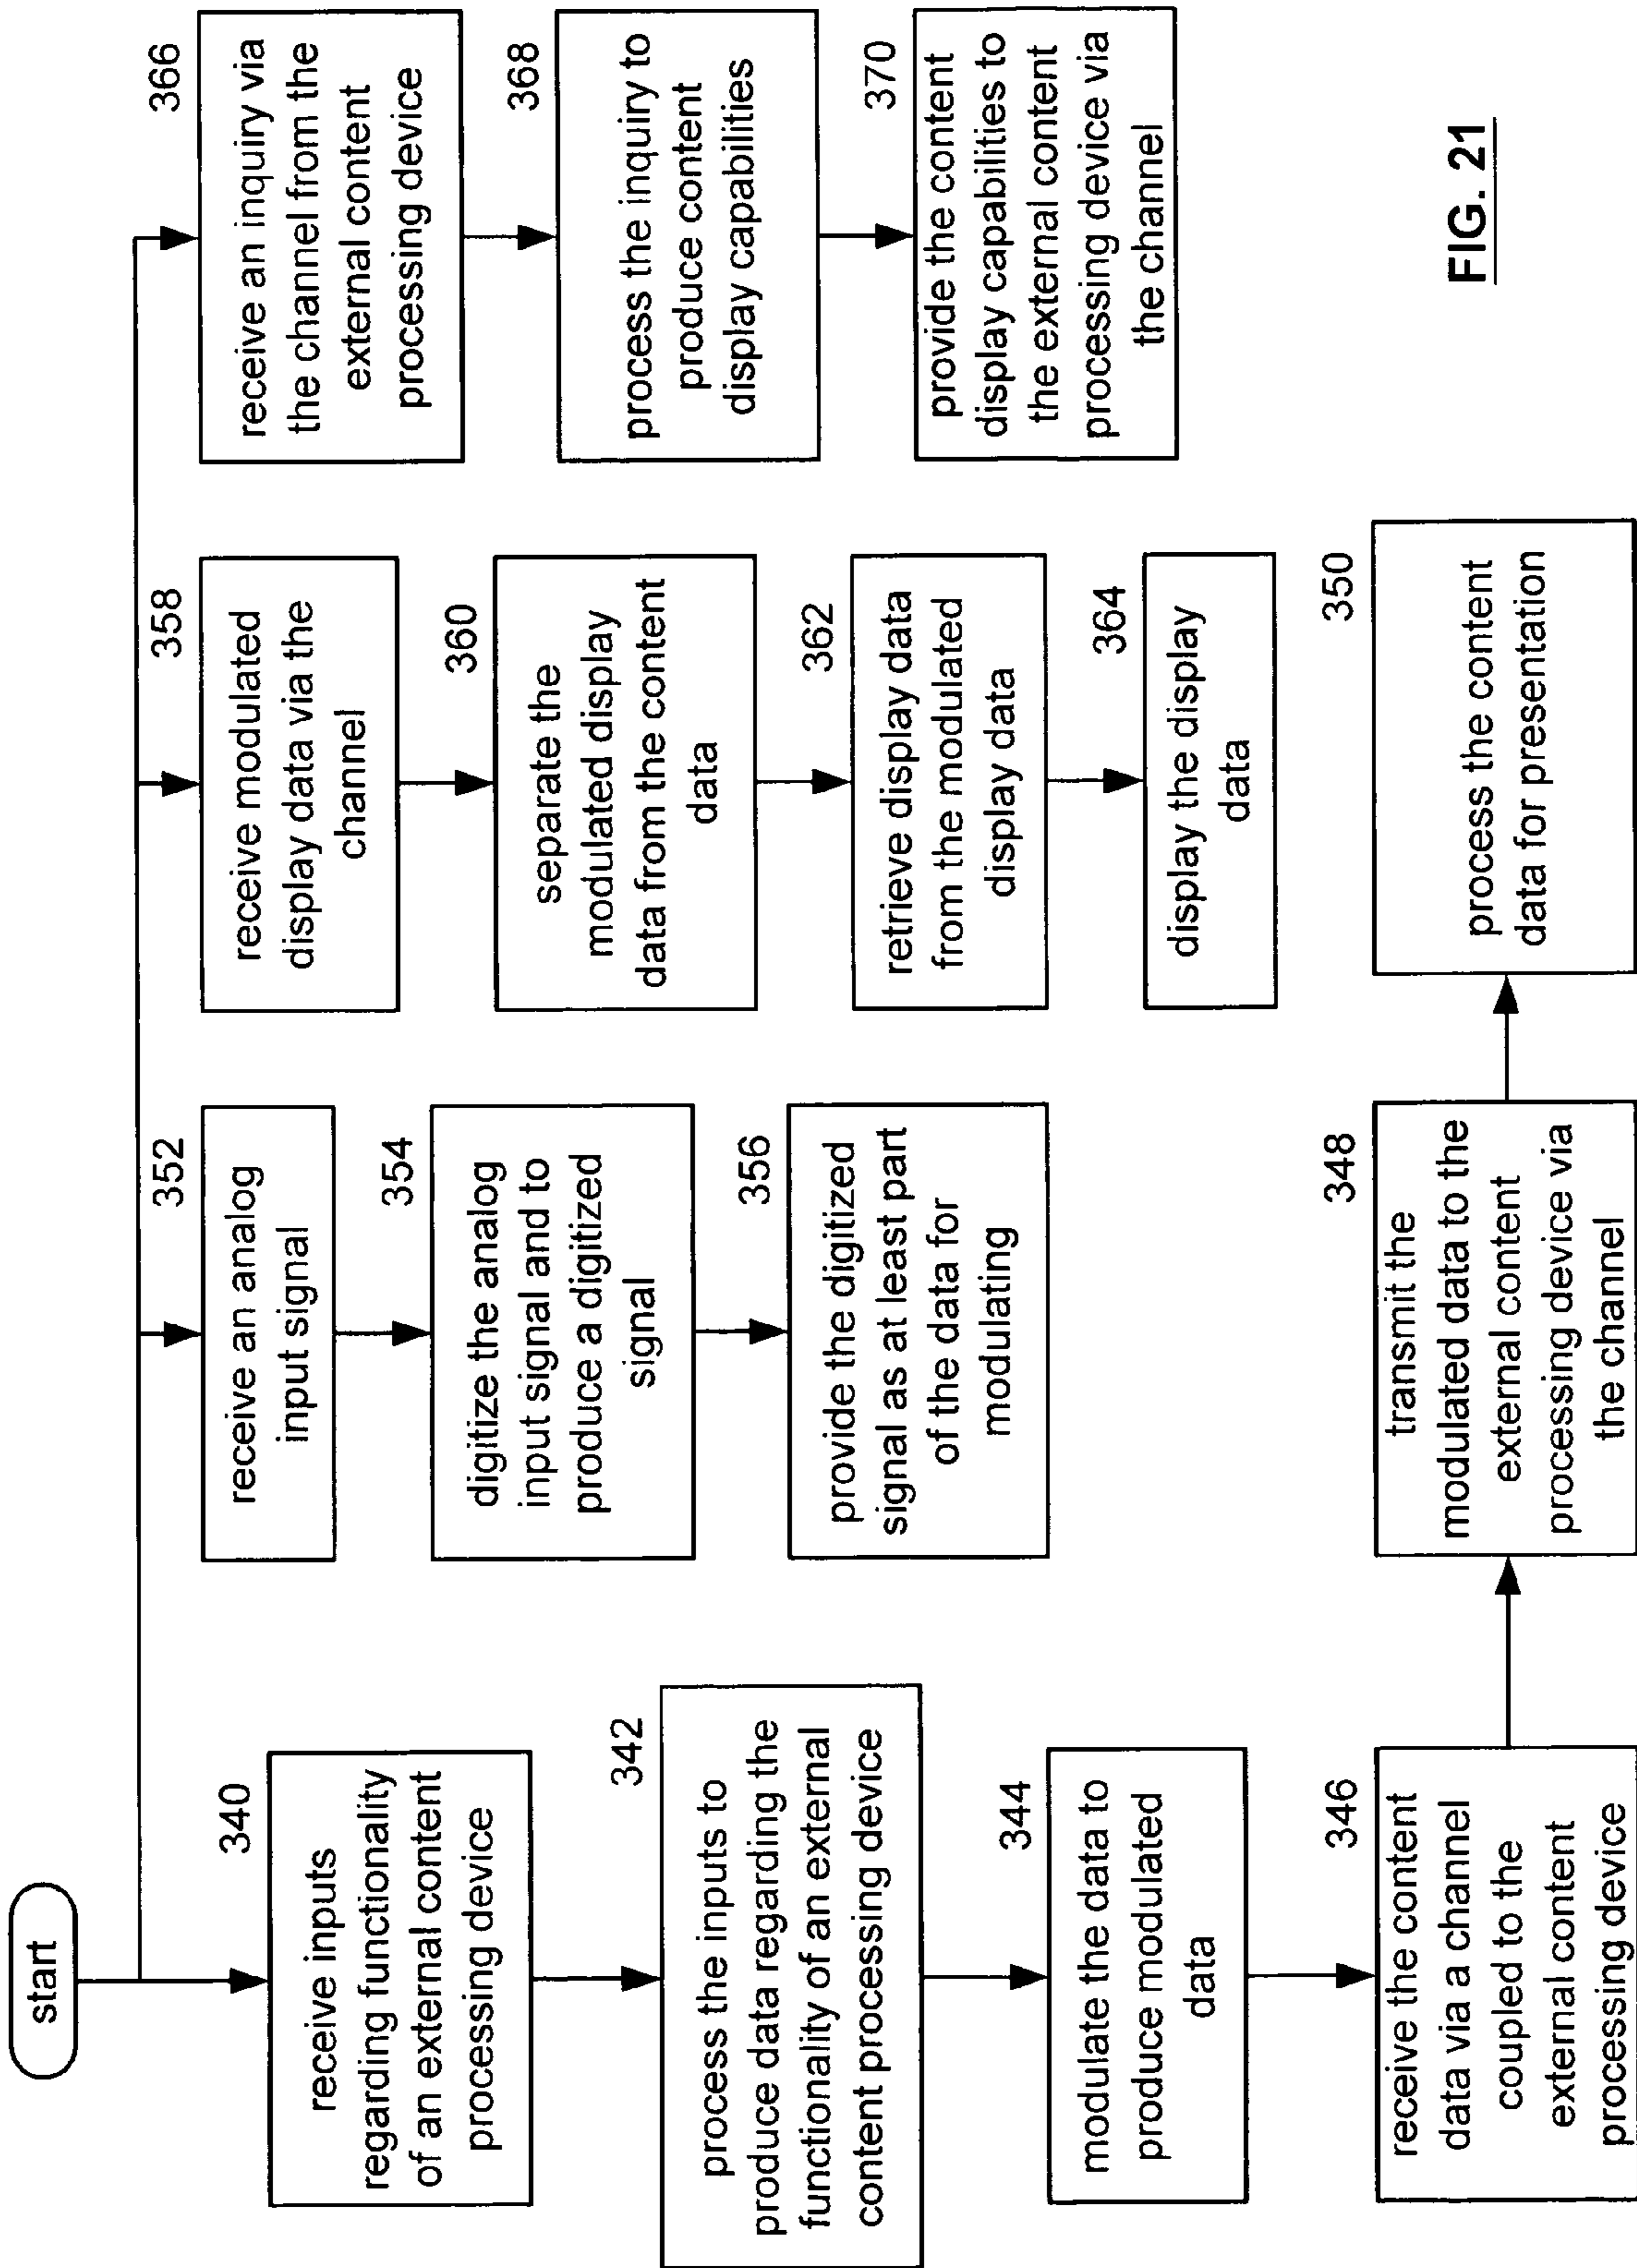 start
340
receive inputs
regarding functionality
of an external content
processing device
342
process the inputs to
produce data regarding the
functionality of an external
content processing device
344
modulate the data to
produce modulated
data
346
receive the content
data via a channel
coupled to the
external content
processing device
348
transmit the
modulated data to the
external content
processing device via
the channel
350
process the content
data for presentation
352
receive an analog
input signal
354
digitize the analog
input signal and to
produce a digitized
signal
356
provide the digitized
signal as at least part
of the data for
modulating
358
receive modulated
display data via the
channel
360
separate the
modulated display
data from the content
data
362
retrieve display data
from the modulated
display data
364
display the display
data
366
receive an inquiry via
the channel from the
external content
processing device
368
process the inquiry to
produce content
display capabilities
370
provide the content
display capabilities to
the external content
processing device via
the channel
FIG. 21